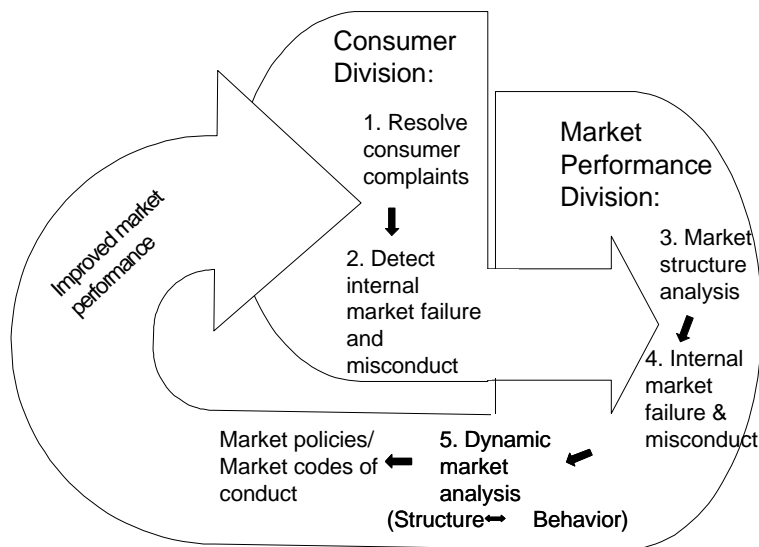 Consumer
Division:
1. Resolve
consumer
complaints
2. Detect
internal
market failure
and
misconduct
Market
Performance
Division:
3. Market
structure
analysis
4. Internal
market
failure &
misconduct
5. Dynamic
market
analysis
(Structure Behavior)
Market policies/
Market codes of
conduct
Improved market
performance